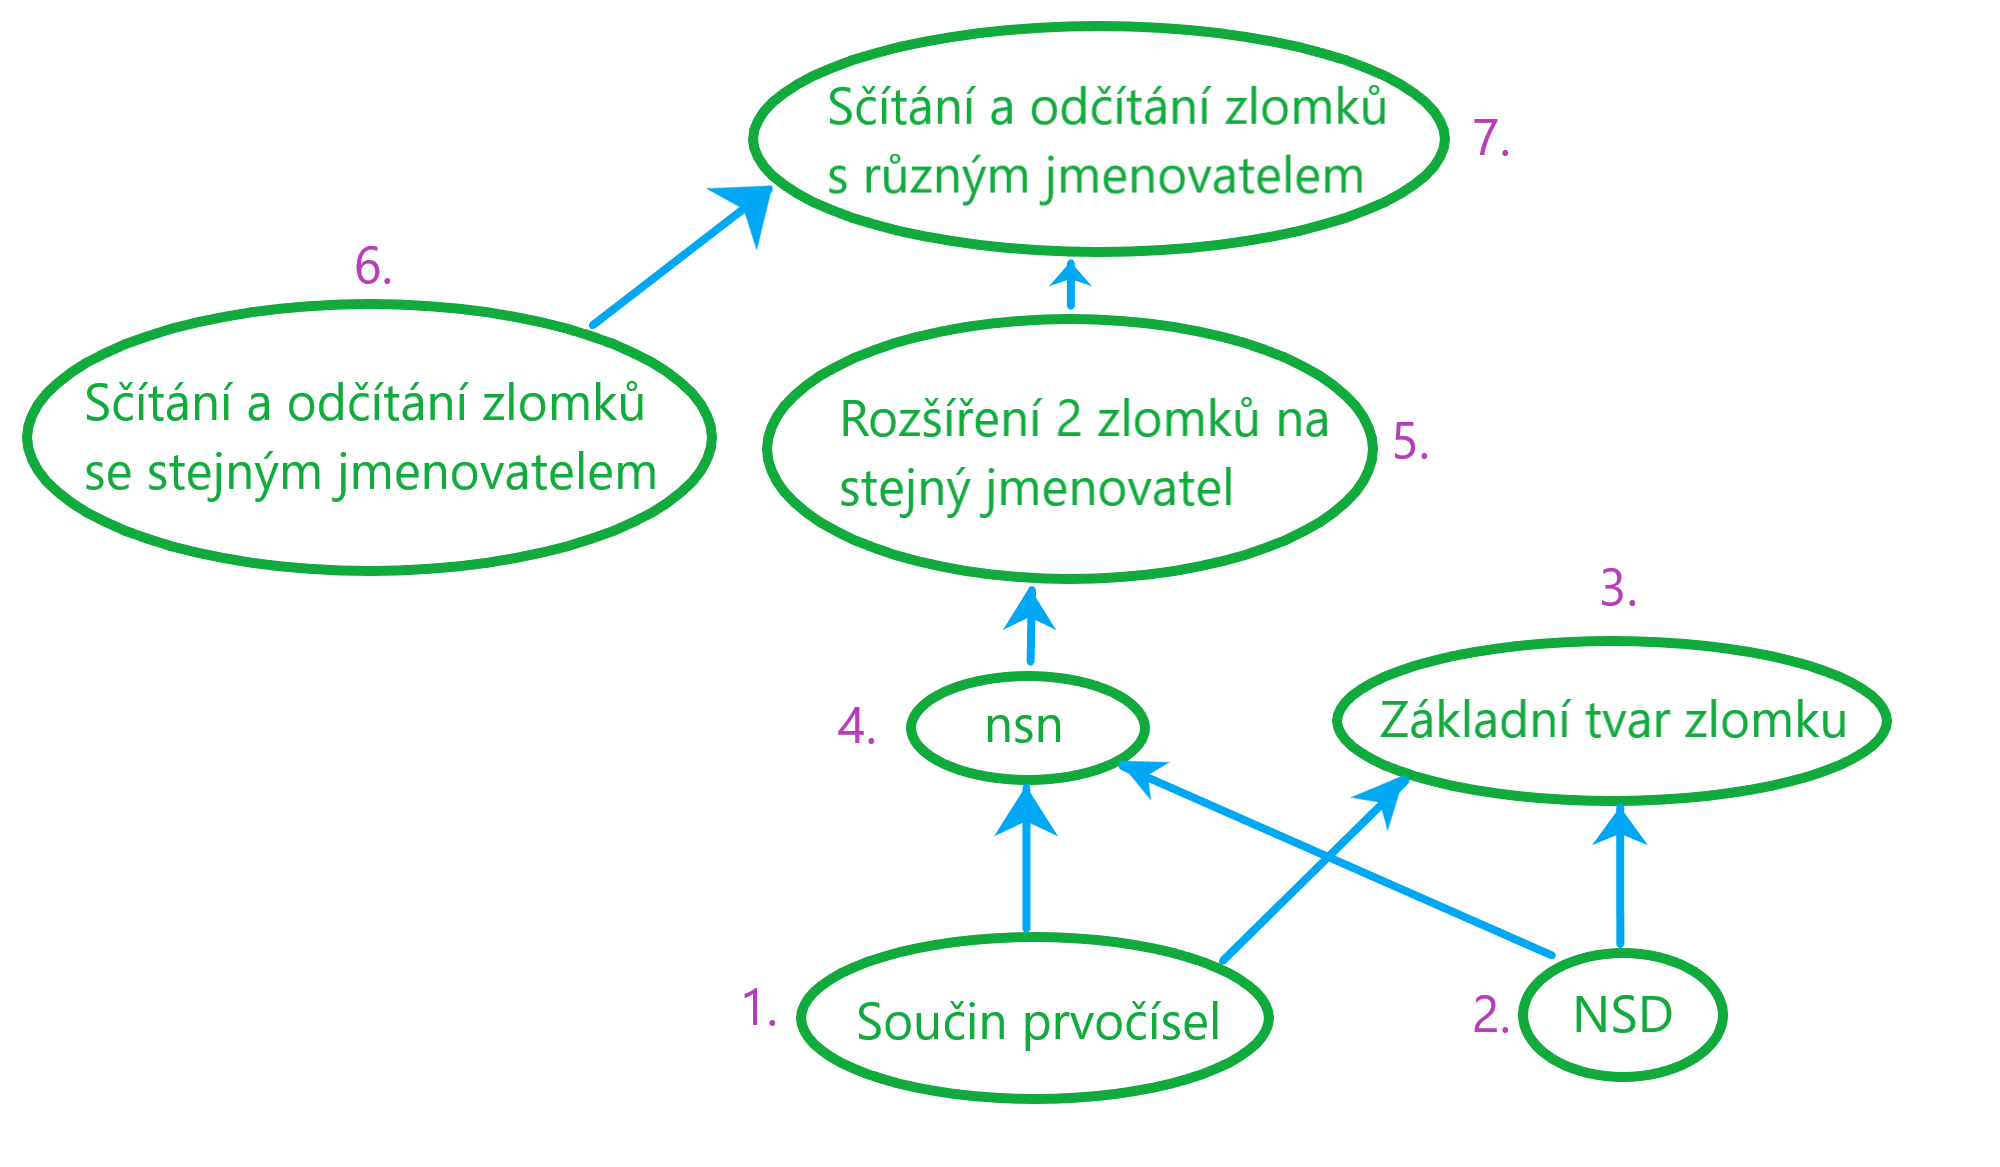 Sčítání a odčítání zlomků
s různým jmenovatelem
7.
6.
Sčítání a odčítání zlomků
se stejným jmenovatelem
Rozšíření 2 zlomků na
stejný jmenovatel
5.
3.
4.
nsn
Základní tvar zlomku
1.
Součin prvočísel
2.
NSD